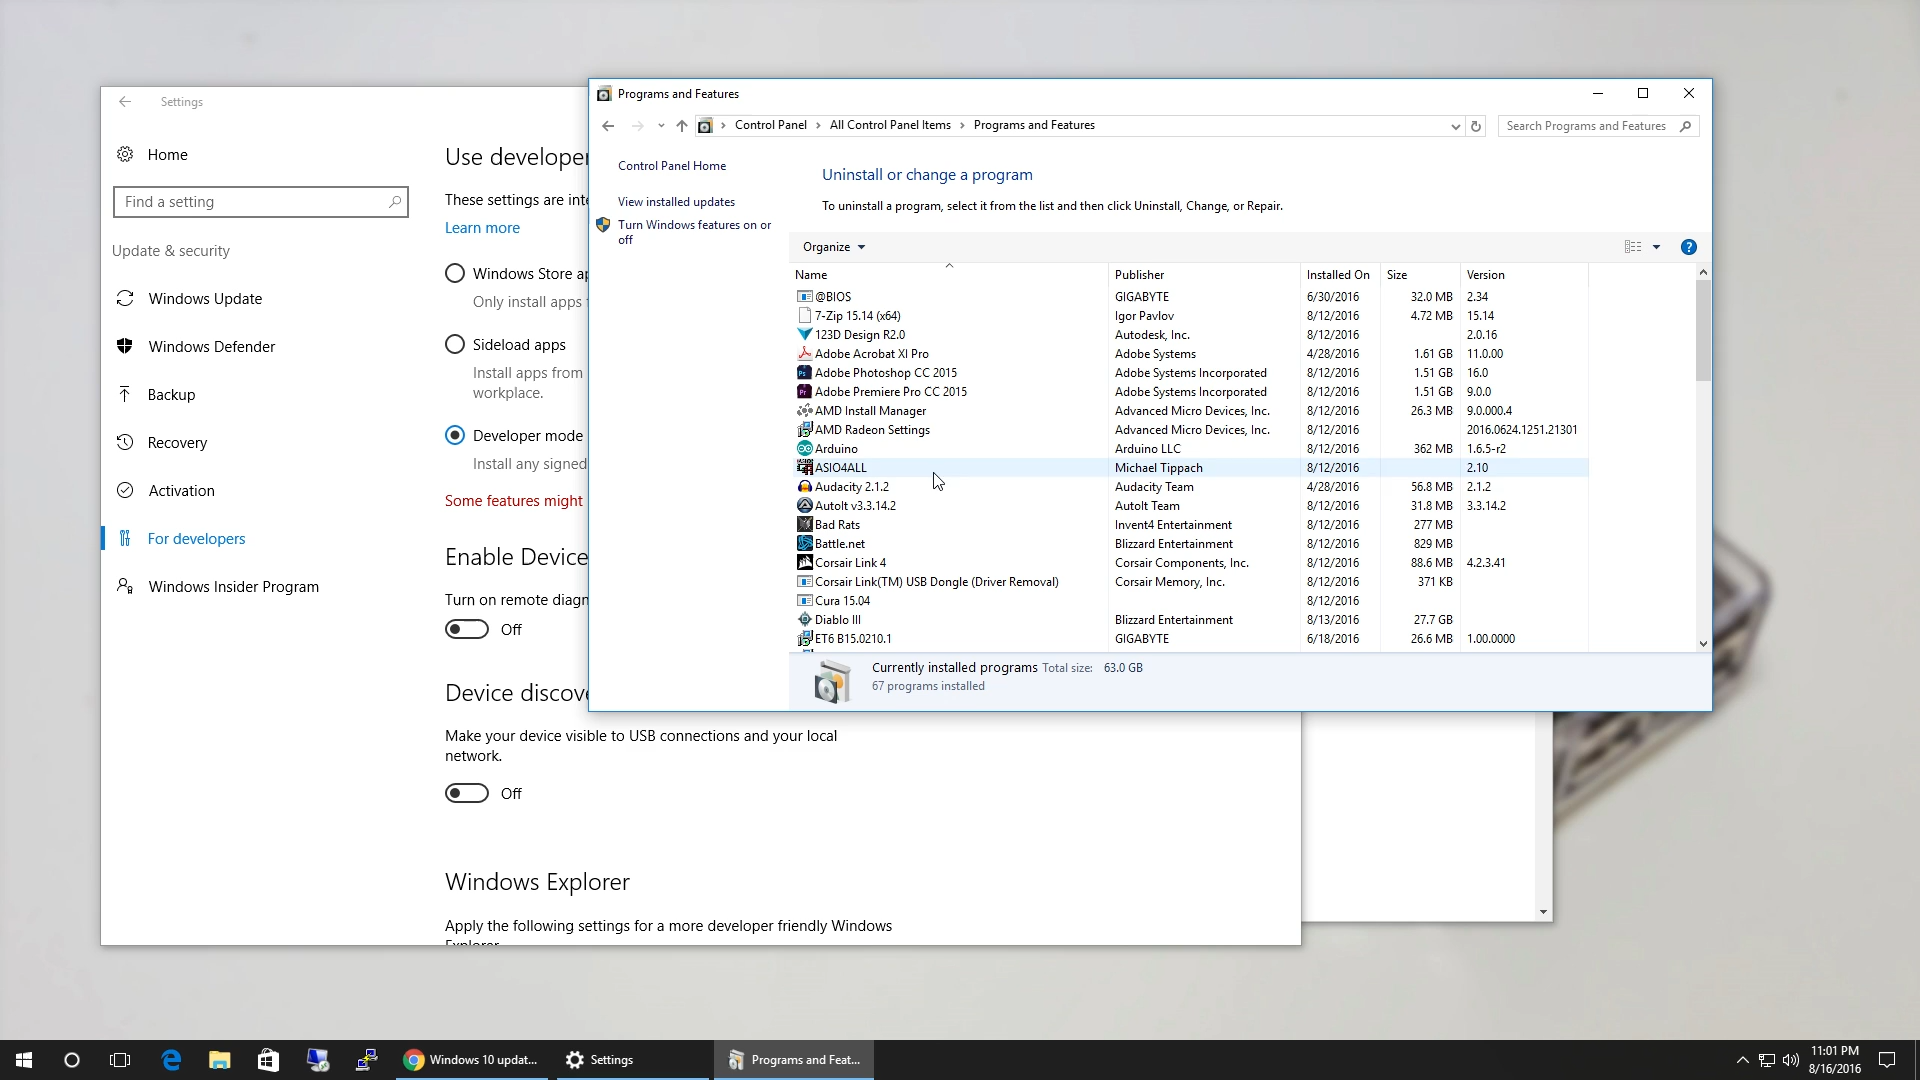 Settings
Home
Find a setting
Update & security
Windows Update
Windows Defender
Backup
Recovery
Activation
For developers
Windows Insider Program
Use developer
These settings are inte
Learn more
Windows Store ap
Only install apps
Sideload apps
Install apps from
workplace.
Developer mode
Install any signed
Some features might
Enable Device
Turn on remote diagn
Off
Device discove
Make your device visible to USB connections and your local
network.
Off
Windows Explorer
Apply the following settings for a more developer friendly Windows
Explorer
Programs and Features
Control Panel All Control Panel Items Programs and Features
Search Programs and Features
Control Panel Home
View installed updates
Turn Windows features on or
off
Uninstall or change a program
To uninstall a program, select it from the list and then click Uninstall, Change, or Repair.
Organize
?
Name Publisher Installed On Size Version
@BIOS GIGABYTE 6/30/2016 32.0 MB 2.34
7-Zip 15.14 (x64) Igor Pavlov 8/12/2016 4.72 MB 15.14
123D Design R2.0 Autodesk, Inc. 8/12/2016 2.0.16
Adobe Acrobat XI Pro Adobe Systems 4/28/2016 1.61 GB 11.0.00
Ps Adobe Photoshop CC 2015 Adobe Systems Incorporated 8/12/2016 1.51 GB 16.0
Pr Adobe Premiere Pro CC 2015 Adobe Systems Incorporated 8/12/2016 1.51 GB 9.0.0
AMD Install Manager Advanced Micro Devices, Inc. 8/12/2016 26.3 MB 9.0.000.4
AMD Radeon Settings Advanced Micro Devices, Inc. 8/12/2016 2016.0624.1251.21301
Arduino Arduino LLC 8/12/2016 362 MB 1.6.5-r2
ASIO4ALL Michael Tippach 8/12/2016 2.10
Audacity 2.1.2 Audacity Team 4/28/2016 56.8 MB 2.1.2
AutoIt v3.3.14.2 AutoIt Team 8/12/2016 31.8 MB 3.3.14.2
Bad Rats Invent4 Entertainment 8/12/2016 277 MB
Battle.net Blizzard Entertainment 8/12/2016 829 MB
Corsair Link 4 Corsair Components, Inc. 8/12/2016 88.6 MB 4.2.3.41
Corsair Link(TM) USB Dongle (Driver Removal) Corsair Memory, Inc. 8/12/2016 371 KB
Cura 15.04 8/12/2016
Diablo III Blizzard Entertainment 8/13/2016 27.7 GB
ET6 B15.0210.1 GIGABYTE 6/18/2016 26.6 MB 1.00.0000
Currently installed programs Total size: 63.0 GB
67 programs installed
Windows 10 updat...
Settings
Programs and Feat...
11:01 PM
8/16/2016